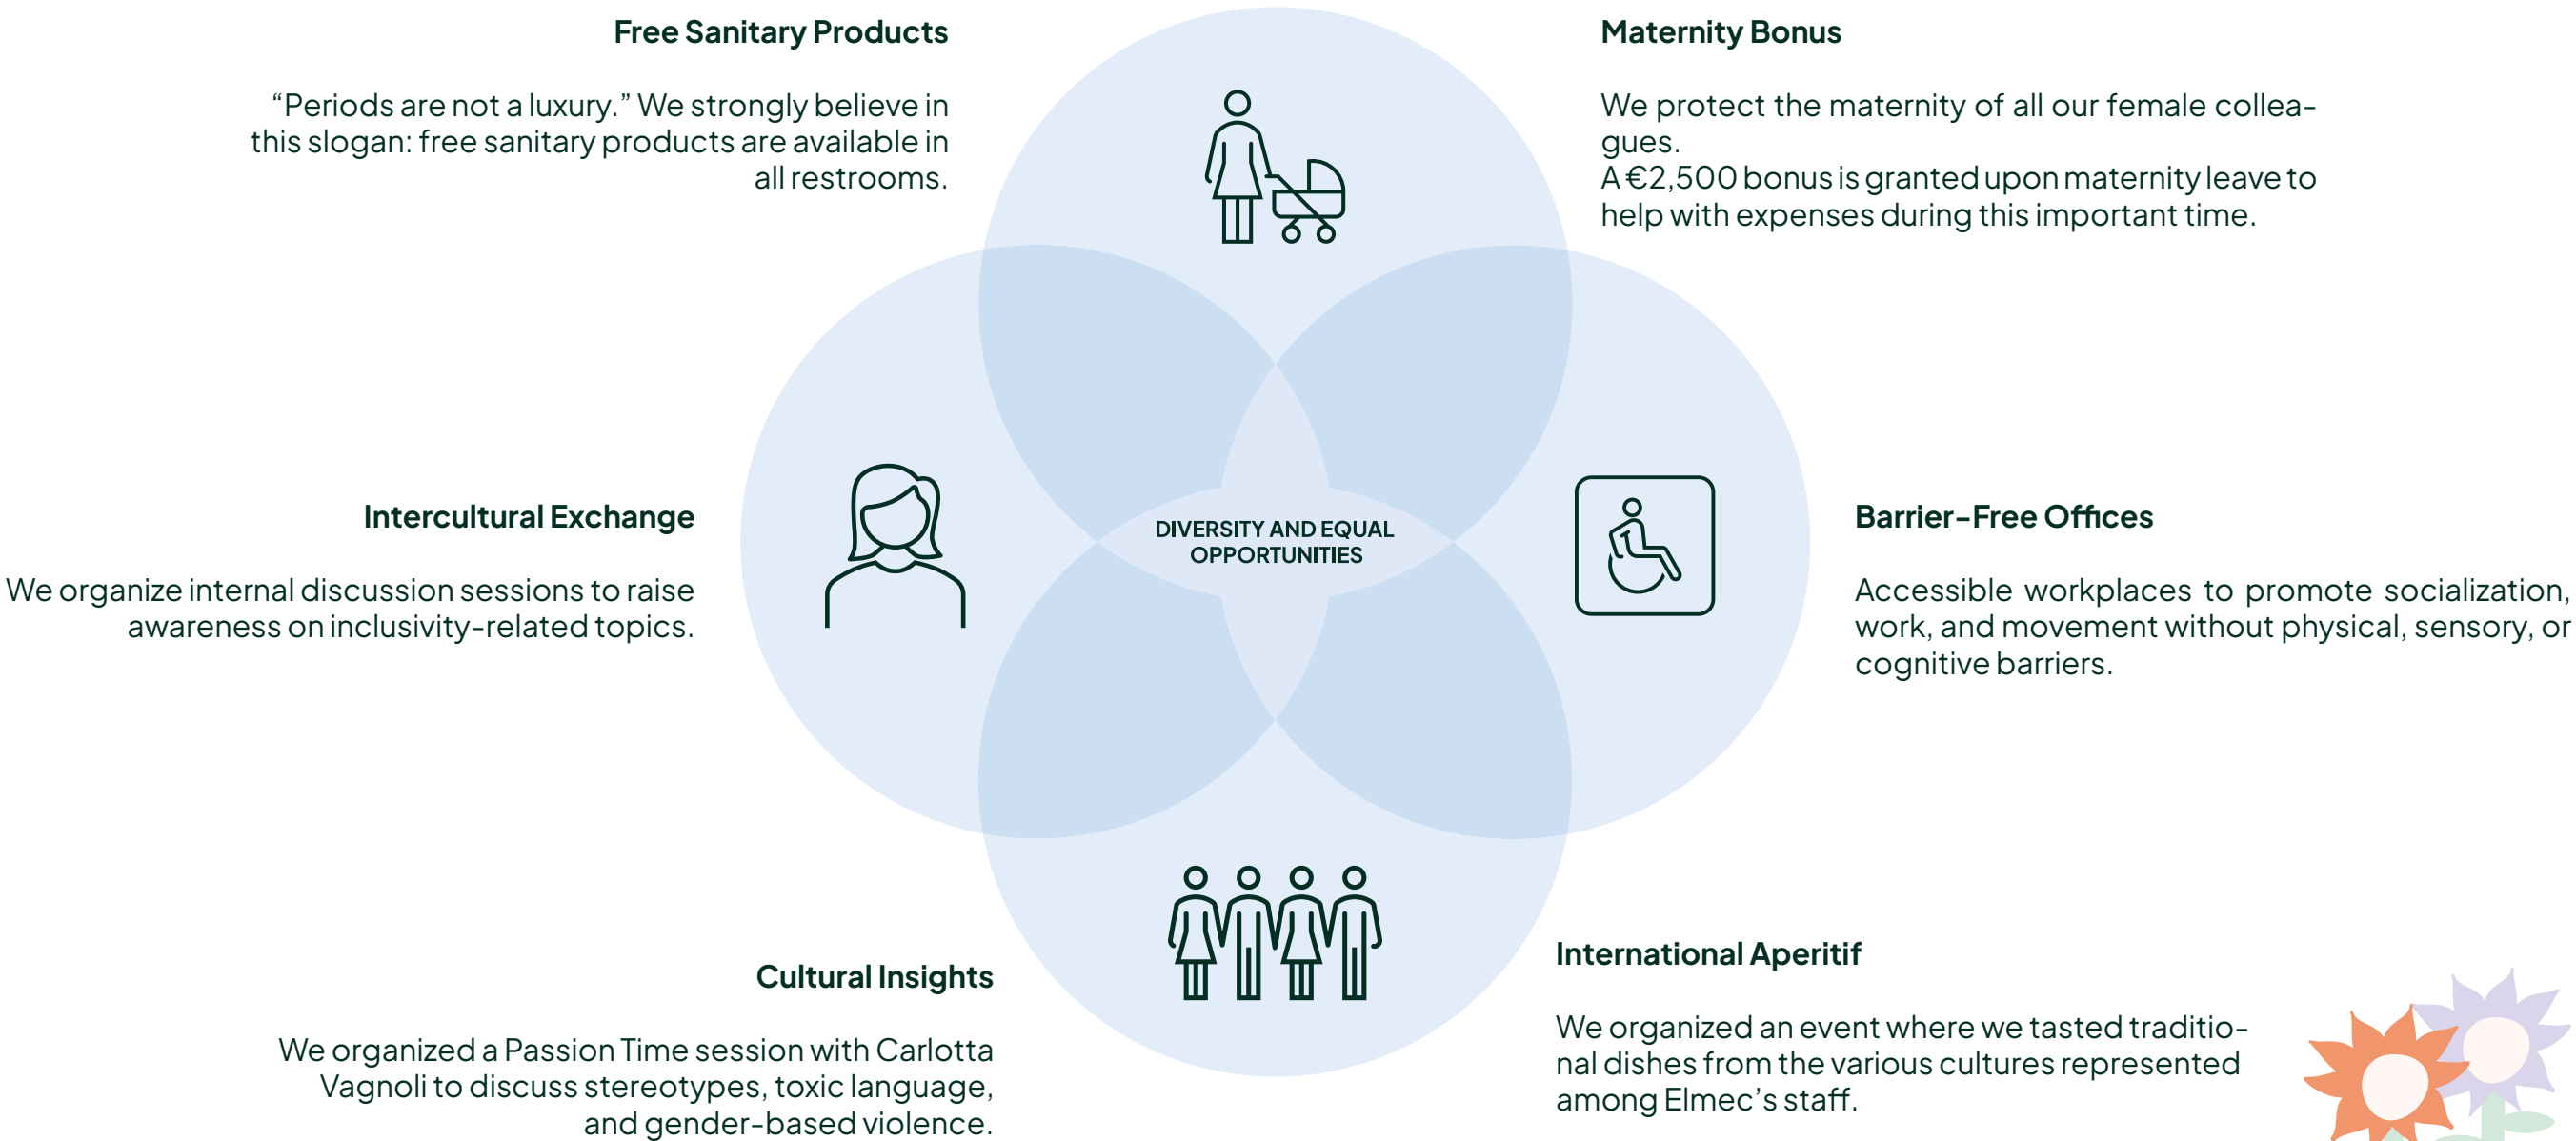 Free Sanitary Products
“Periods are not a luxury.” We strongly believe in
this slogan: free sanitary products are available in
all restrooms.
Maternity Bonus
We protect the maternity of all our female collea-
gues.
A €2,500 bonus is granted upon maternity leave to
help with expenses during this important time.
Intercultural Exchange
We organize internal discussion sessions to raise
awareness on inclusivity-related topics.
DIVERSITY AND EQUAL
OPPORTUNITIES
Barrier-Free Offices
Accessible workplaces to promote socialization,
work, and movement without physical, sensory, or
cognitive barriers.
Cultural Insights
We organized a Passion Time session with Carlotta
Vagnoli to discuss stereotypes, toxic language,
and gender-based violence.
International Aperitif
We organized an event where we tasted traditio-
nal dishes from the various cultures represented
among Elmec’s staff.